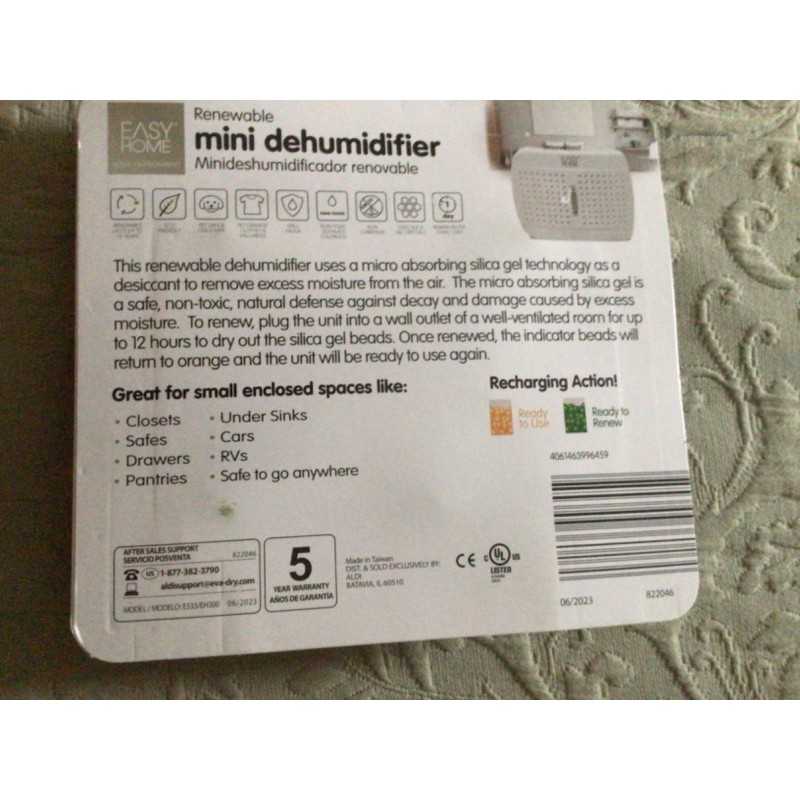 EASY
HOME
Renewable
mini dehumidifier
Minideshumidificador renovable
This renewable dehumidifier uses a micro absorbing silica gel technology as a
desiccant to remove excess moisture from the air. The micro absorbing silica gel is
a safe, non-toxic, natural defense against decay and damage caused by excess
moisture. To renew, plug the unit into a wall outlet of a well-ventilated room for up
to 12 hours to dry out the silica gel beads. Once renewed, the indicator beads will
return to orange and the unit will be ready to use again.
Great for small enclosed spaces like:
• Closets
• Safes
• Drawers
• Pantries
• Under Sinks
• Cars
• RVs
• Safe to go anywhere
Recharging Action!
Ready
to Use
Ready to
Renew
4061463996459
AFTER SALES SUPPORT
SERVICIO POSVENTA
822046
US 1-877-382-3790
aldisupport@eva-dry.com
MODEL / MODELO: E333/EH300 06/2023
5
YEAR WARRANTY
AÑOS DE GARANTÍA
Made in Taiwan
DIST. & SOLD EXCLUSIVELY BY:
ALDI
BATAVIA, IL 60510
CE
c UL us
LISTED
06/2023
822046